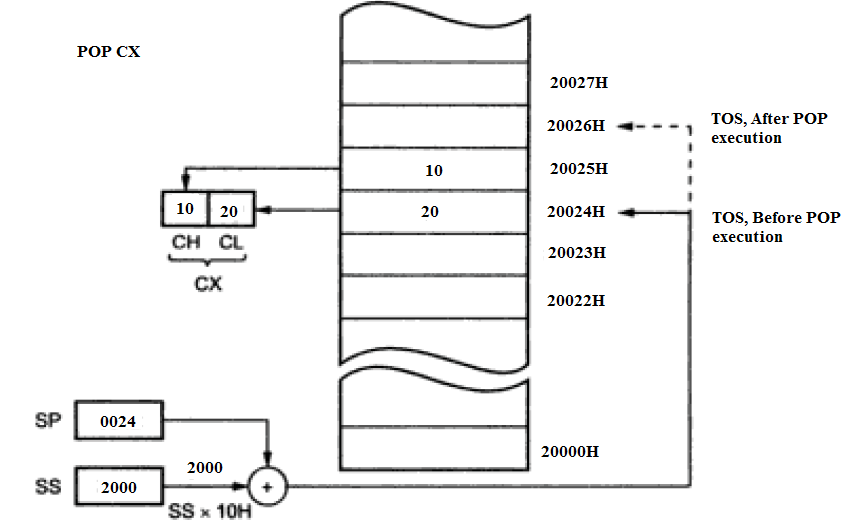 POP CX
20027H
20026H
TOS, After POP
execution
10
20025H
10 20
20
20024H
TOS, Before POP
execution
CH CL
CX
20023H
20022H
SP 0024
20000H
2000
SS 2000
+
SS × 10H